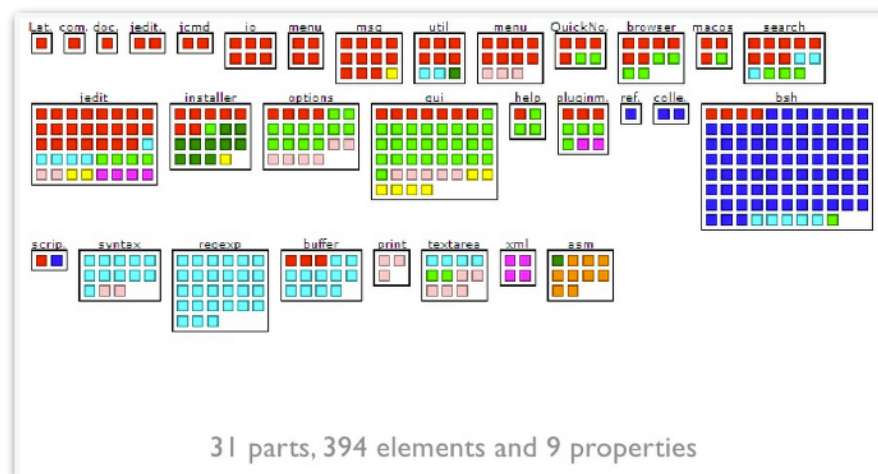 Lat. com. doc. jedit. jcmd io menu msg util menu QuickNo. browser macos search
jedit installer options gui help pluginm. ref. colle. bsh
scrip. syntax regexp buffer print textarea xml asm
31 parts, 394 elements and 9 properties